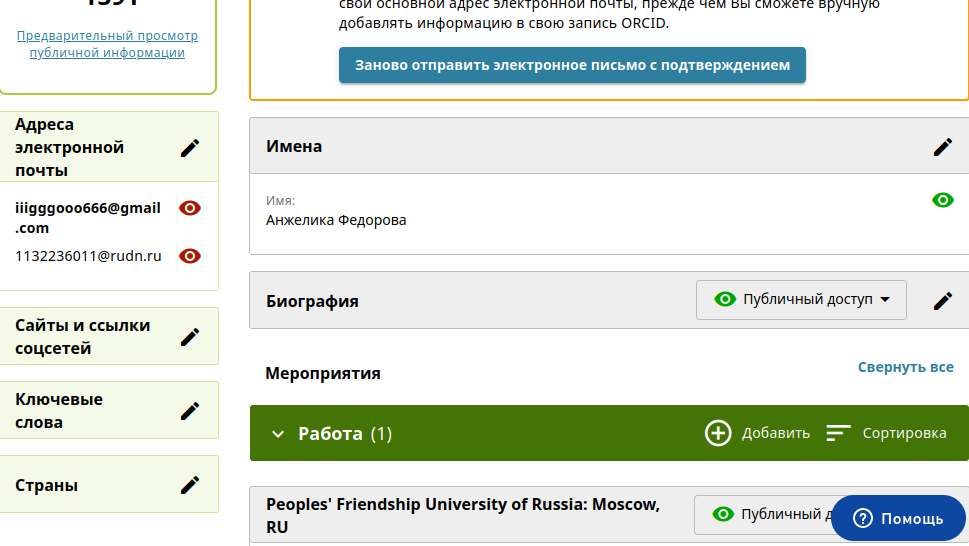 Предварительный просмотр
публичной информации
Адреса
электронной
почты
iiigggooo666@gmail
.com
1132236011@rudn.ru
Сайты и ссылки
соцсетей
Ключевые
слова
Страны
свой основной адрес электронной почты, прежде чем Вы сможете вручную
добавлять информацию в свою запись ORCID.
Заново отправить электронное письмо с подтверждением
Имена
Имя:
Анжелика Федорова
Биография
Публичный доступ
Мероприятия
Свернуть все
Работа (1)
Добавить
Сортировка
Peoples' Friendship University of Russia: Moscow,
RU
Публичный д
Помощь